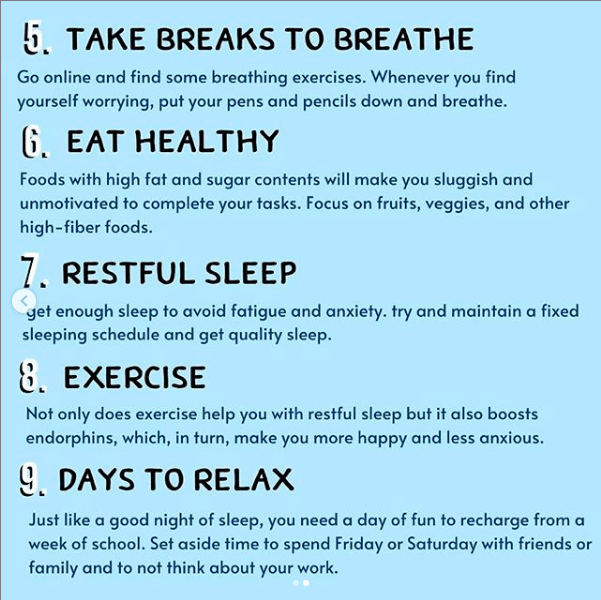 5. TAKE BREAKS TO BREATHE
Go online and find some breathing exercises. Whenever you find
yourself worrying, put your pens and pencils down and breathe.
6. EAT HEALTHY
Foods with high fat and sugar contents will make you sluggish and
unmotivated to complete your tasks. Focus on fruits, veggies, and other
high-fiber foods.
7. RESTFUL SLEEP
get enough sleep to avoid fatigue and anxiety. try and maintain a fixed
sleeping schedule and get quality sleep.
8. EXERCISE
Not only does exercise help you with restful sleep but it also boosts
endorphins, which, in turn, make you more happy and less anxious.
9. DAYS TO RELAX
Just like a good night of sleep, you need a day of fun to recharge from a
week of school. Set aside time to spend Friday or Saturday with friends or
family and to not think about your work.